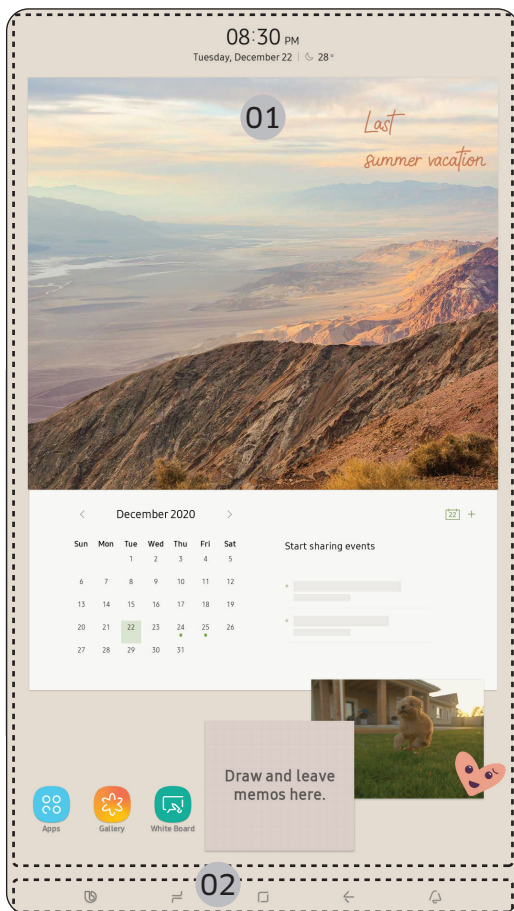 08:30 PM
Tuesday, December 22 | 28°
01
Last
summer vacation
December 2020
22 +
Sun Mon Tue Wed Thu Fri Sat
1 2 3 4 5
6 7 8 9 10 11 12
13 14 15 16 17 18 19
20 21 22 23 24 25 26
27 28 29 30 31
Start sharing events
Draw and leave
memos here.
Apps Gallery White Board
02